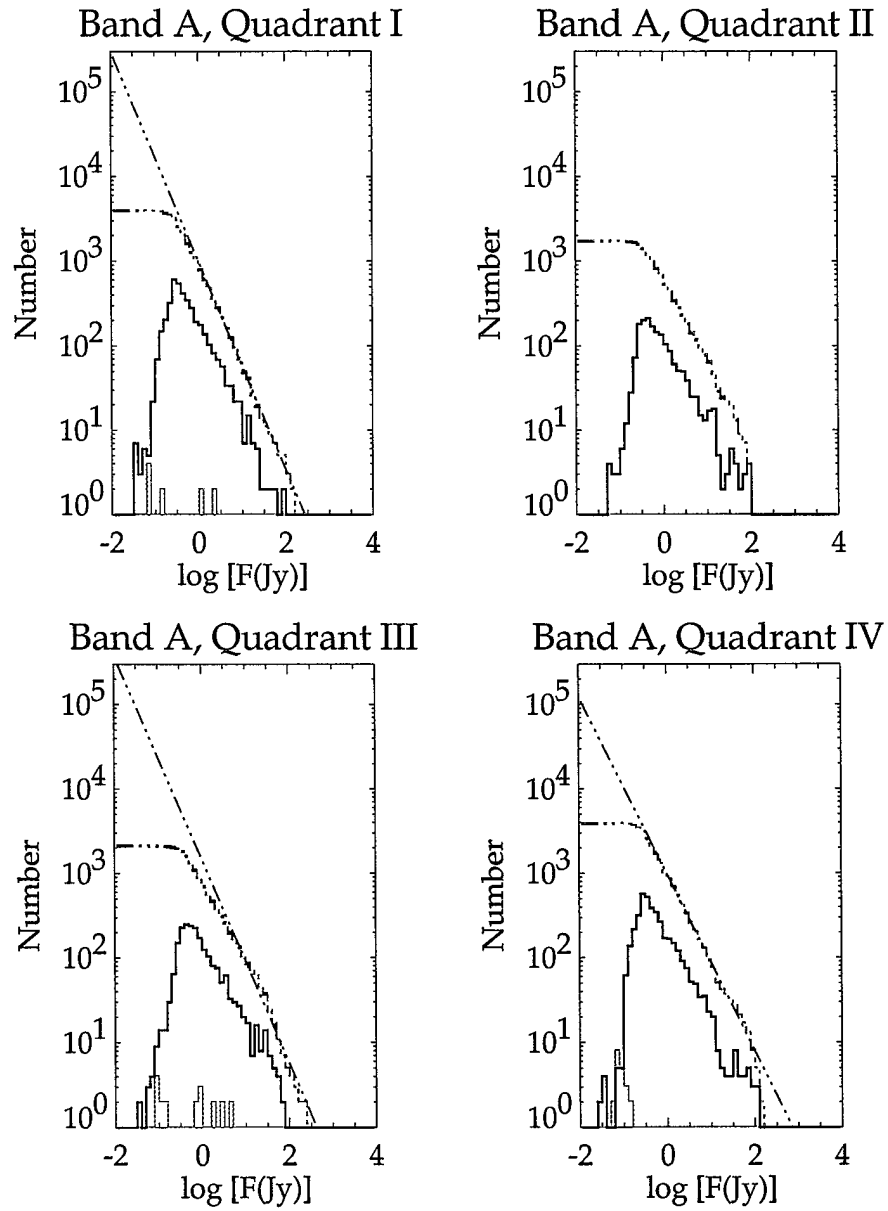 Band A, Quadrant I
Band A, Quadrant II
Number
10^5
10^4
10^3
10^2
10^1
10^0
-2 0 2 4
log [F(Jy)]
Number
10^5
10^4
10^3
10^2
10^1
10^0
-2 0 2 4
log [F(Jy)]
Band A, Quadrant III
Band A, Quadrant IV
Number
10^5
10^4
10^3
10^2
10^1
10^0
-2 0 2 4
log [F(Jy)]
Number
10^5
10^4
10^3
10^2
10^1
10^0
-2 0 2 4
log [F(Jy)]